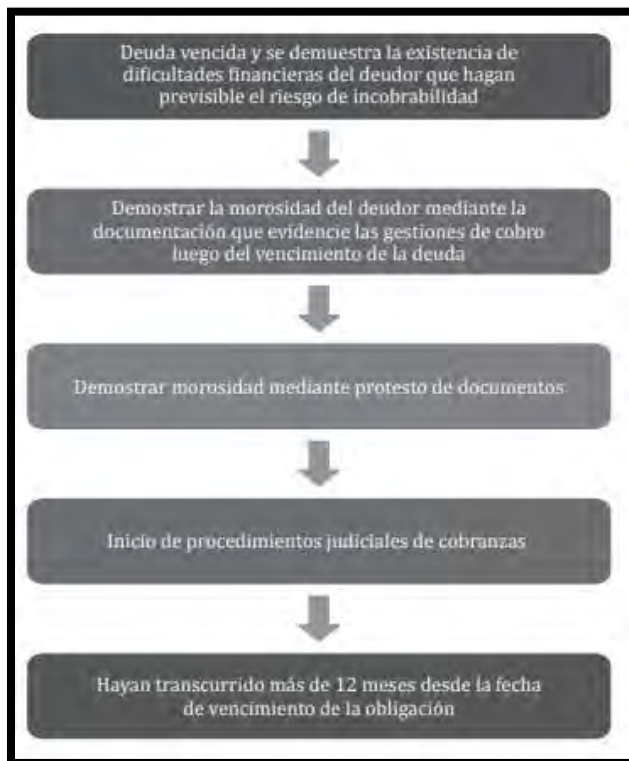 Deuda vencida y se demuestra la existencia de
dificultades financieras del deudor que hagan
previsible el riesgo de incobrabilidad
Demostrar la morosidad del deudor mediante la
documentación que evidencie las gestiones de cobro
luego del vencimiento de la deuda
Demostrar morosidad mediante protesto de documentos
Inicio de procedimientos judiciales de cobranzas
Hayan transcurrido más de 12 meses desde la fecha
de vencimiento de la obligación